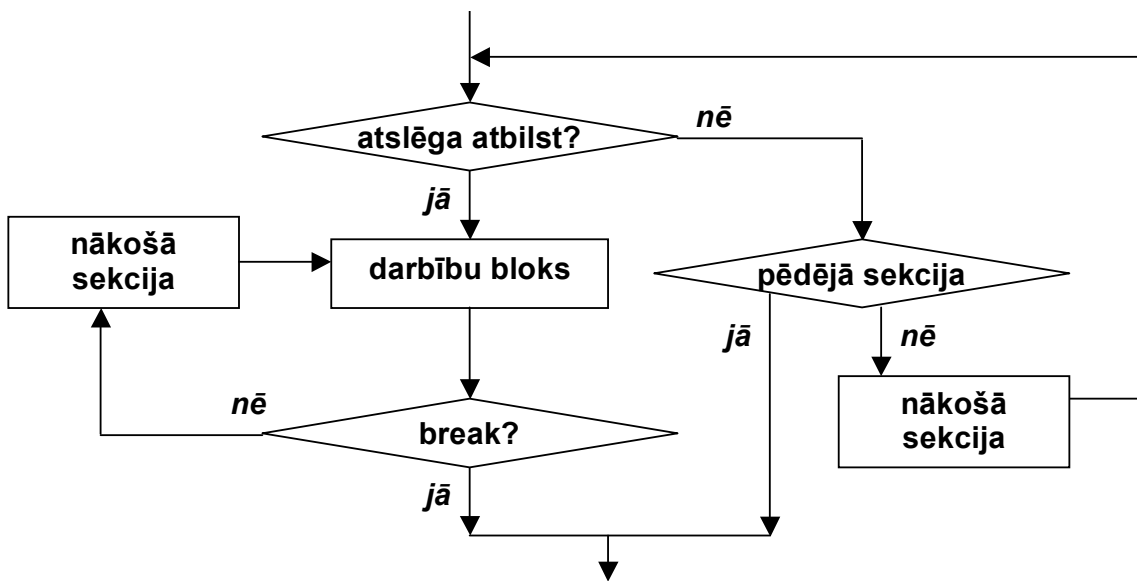 atslēga atbilst?
nē
jā
nākošā
sekcija
darbību bloks
pēdējā sekcija
jā
nē
nē
break?
nākošā
sekcija
jā